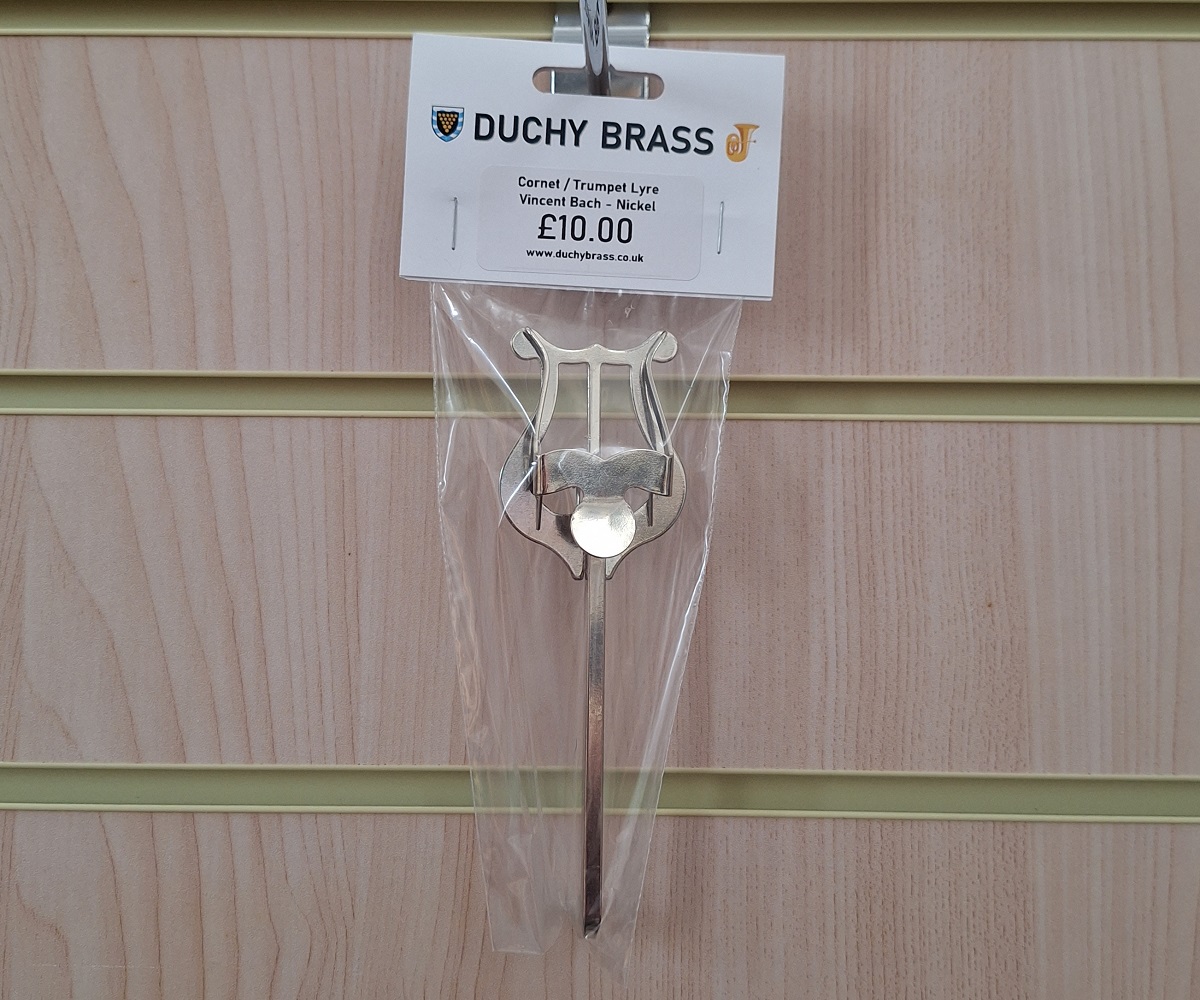 DUCHY BRASS
Cornet / Trumpet Lyre
Vincent Bach - Nickel
£10.00
www.duchybrass.co.uk